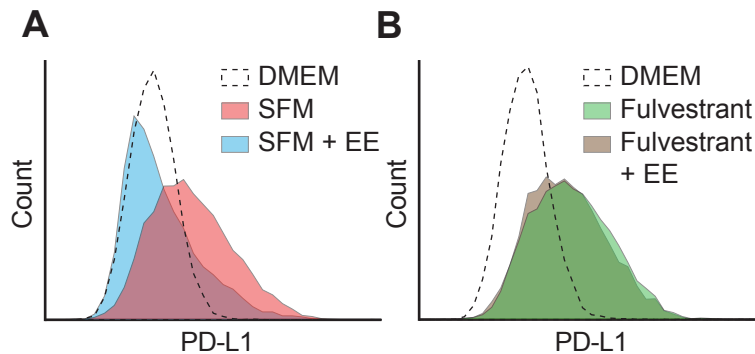 A
Count
DMEM
SFM
SFM + EE
PD-L1
B
Count
DMEM
Fulvestrant
Fulvestrant
+ EE
PD-L1